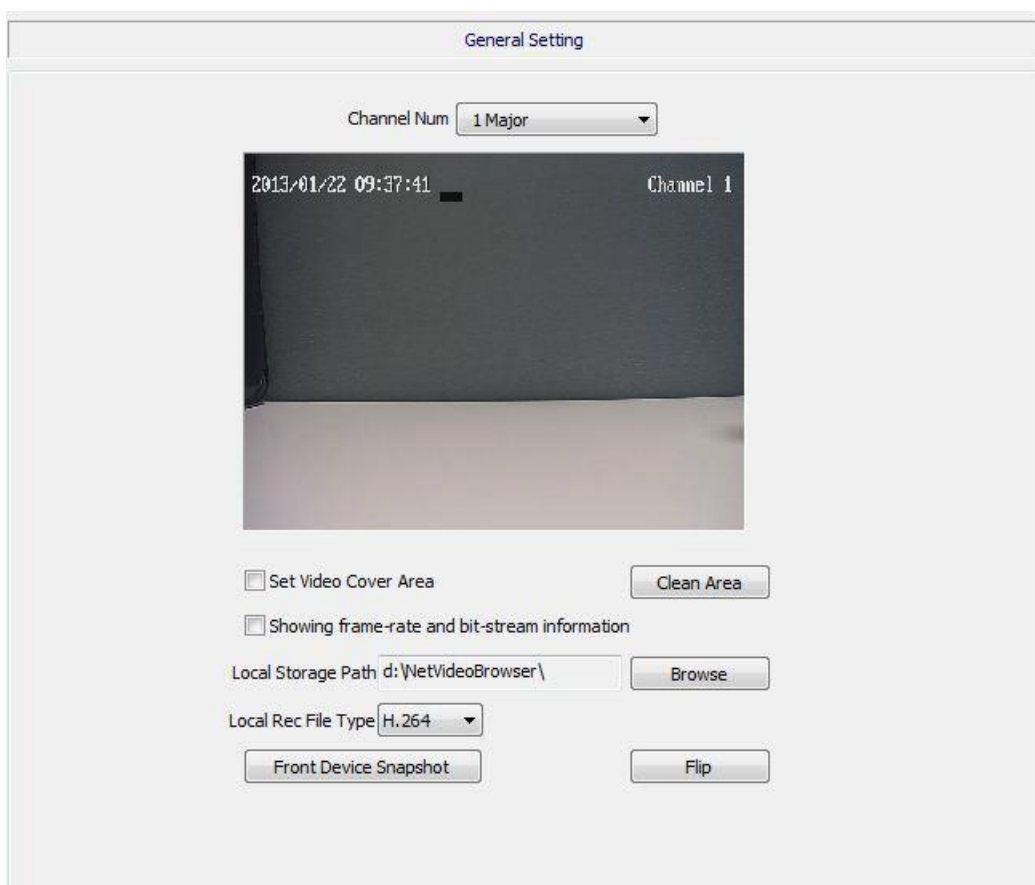 General Setting
Channel Num 1 Major
2013/01/22 09:37:41 Channel 1
Set Video Cover Area Clean Area
Showing frame-rate and bit-stream information
Local Storage Path d:\NetVideoBrowser\ Browse
Local Rec File Type H.264
Front Device Snapshot Flip